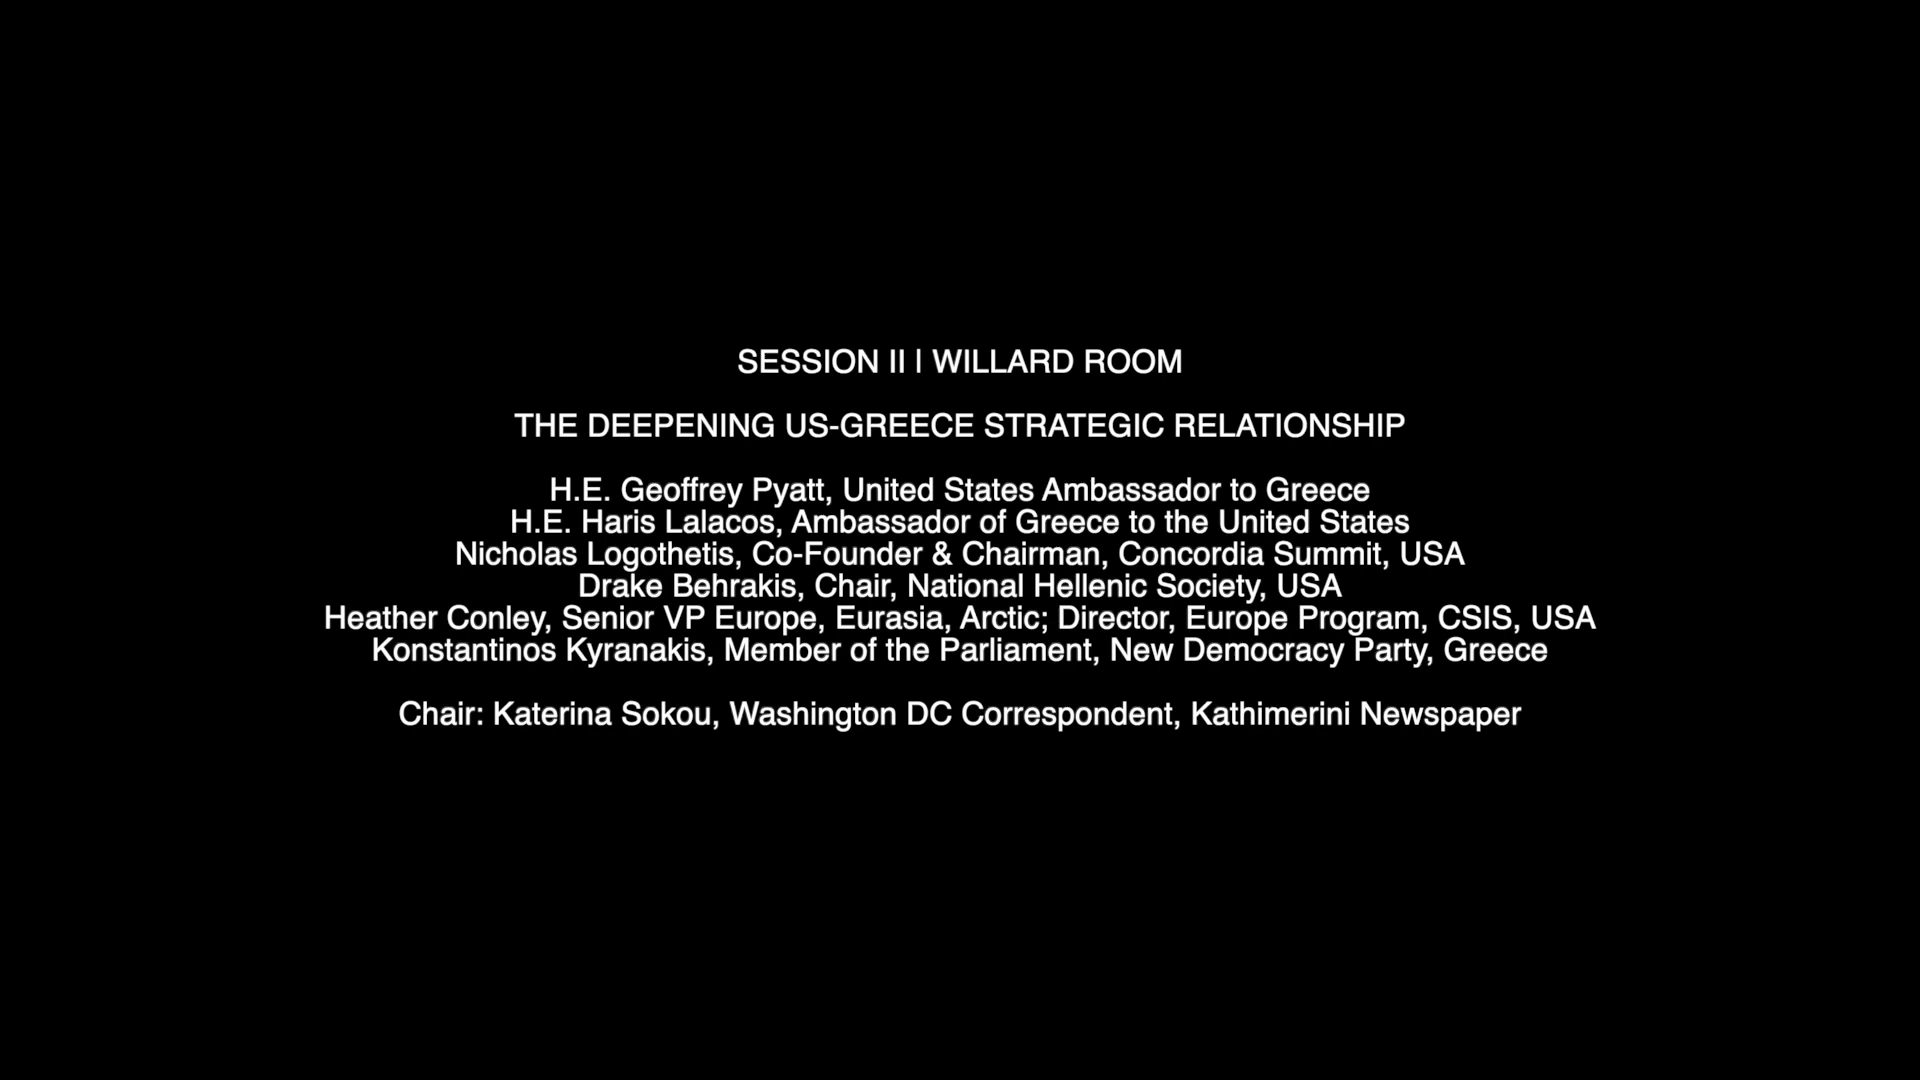 SESSION II | WILLARD ROOM
THE DEEPENING US-GREECE STRATEGIC RELATIONSHIP
H.E. Geoffrey Pyatt, United States Ambassador to Greece
H.E. Haris Lalacos, Ambassador of Greece to the United States
Nicholas Logothetis, Co-Founder & Chairman, Concordia Summit, USA
Drake Behrakis, Chair, National Hellenic Society, USA
Heather Conley, Senior VP Europe, Eurasia, Arctic; Director, Europe Program, CSIS, USA
Konstantinos Kyranakis, Member of the Parliament, New Democracy Party, Greece
Chair: Katerina Sokou, Washington DC Correspondent, Kathimerini Newspaper